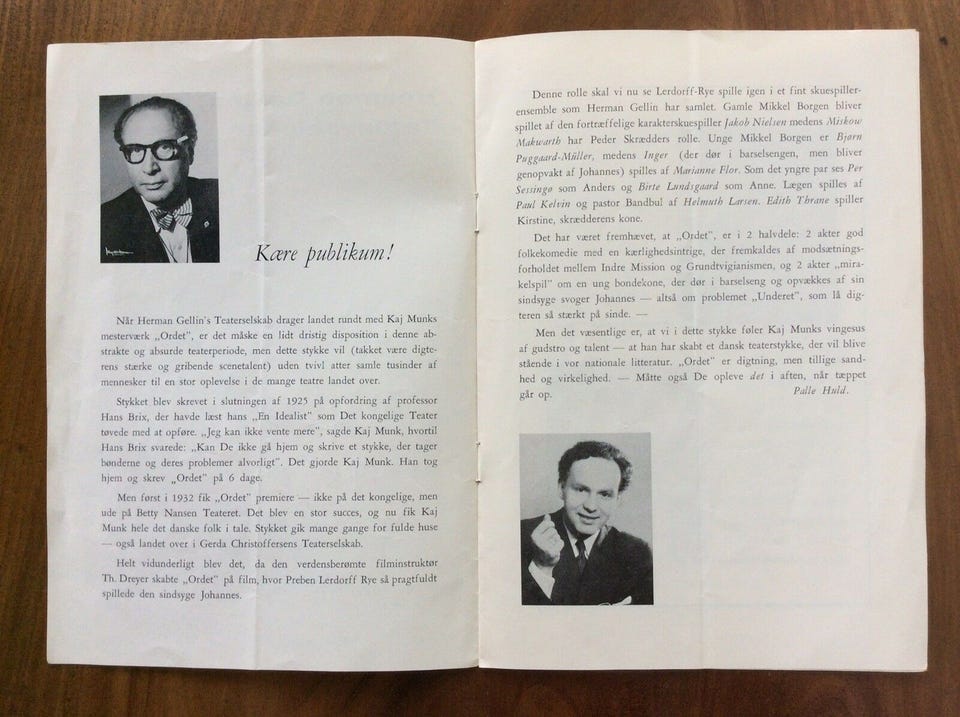 Kære publikum!
Når Herman Gellin's Teaterselskab drager landet rundt med Kaj Munks
mesterværk „Ordet", er det måske en lidt dristig disposition i denne ab-
strakte og absurde teaterperiode, men dette stykke vil (takket være digte-
rens stærke og gribende scenetalent) uden tvivl atter samle tusinder af
mennesker til en stor oplevelse i de mange teatre landet over.
Stykket blev skrevet i slutningen af 1925 på opfordring af professor
Hans Brix, der havde læst hans „En Idealist" som Det kongelige Teater
tøvede med at opføre. „Jeg kan ikke vente mere", sagde Kaj Munk, hvortil
Hans Brix svarede: „Kan De ikke gå hjem og skrive et stykke, der tager
bønderne og deres problemer alvorligt". Det gjorde Kaj Munk. Han tog
hjem og skrev „Ordet" på 6 dage.
Men først i 1932 fik „Ordet" premiere — ikke på det kongelige, men
ude på Betty Nansen Teateret. Det blev en stor succes, og nu fik Kaj
Munk hele det danske folk i tale. Stykket gik mange gange for fulde huse
— også landet over i Gerda Christoffersens Teaterselskab.
Helt vidunderligt blev det, da den verdensberømte filminstruktør
Th. Dreyer skabte „Ordet" på film, hvor Preben Lerdorff Rye så pragtfuldt
spillede den sindsyge Johannes.
Denne rolle skal vi nu se Lerdorff-Rye spille igen i et fint skuespiller-
ensemble som Herman Gellin har samlet. Gamle Mikkel Borgen bliver
spillet af den fortræffelige karakterskuespiller Jakob Nielsen medens Miskow
Makwarth har Peder Skrædders rolle. Unge Mikkel Borgen er Bjørn
Puggaard-Müller, medens Inger (der dør i barselsengen, men bliver
genopvakt af Johannes) spilles af Marianne Flor. Som det yngre par ses Per
Sessingø som Anders og Birte Lundsgaard som Anne. Lægen spilles af
Paul Kelvin og pastor Bandbul af Helmuth Larsen. Edith Thrane spiller
Kirstine, skrædderens kone.
Det har været fremhævet, at „Ordet", er i 2 halvdele: 2 akter god
folkekomedie med en kærlighedsintrige, der fremkaldes af modsætnings-
forholdet mellem Indre Mission og Grundtvigianismen, og 2 akter „mira-
kelspil" om en ung bondekone, der dør i barselseng og opvækkes af sin
sindsyge svoger Johannes — altså om problemet „Underet", som lå dig-
teren så stærkt på sinde. —
Men det væsentlige er, at vi i dette stykke føler Kaj Munks vingesus
af gudstro og talent — at han har skabt et dansk teaterstykke, der vil blive
stående i vor nationale litteratur. „Ordet" er digtning, men tillige sand-
hed og virkelighed. — Måtte også De opleve det i aften, når tæppet
går op. Palle Huld.